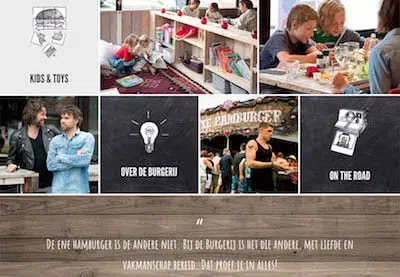 KIDS & TOYS
XE HAMBURGER
OVER DE BURGERIJ
ON THE ROAD
“
DE ENE HAMBURGER IS DE ANDERE NIET. BIJ DE BURGERIJ IS HET DIE ANDERE, MET LIEFDE EN
VAKMANSCHAP BEREID. DAT PROEF JE IN ALLES!